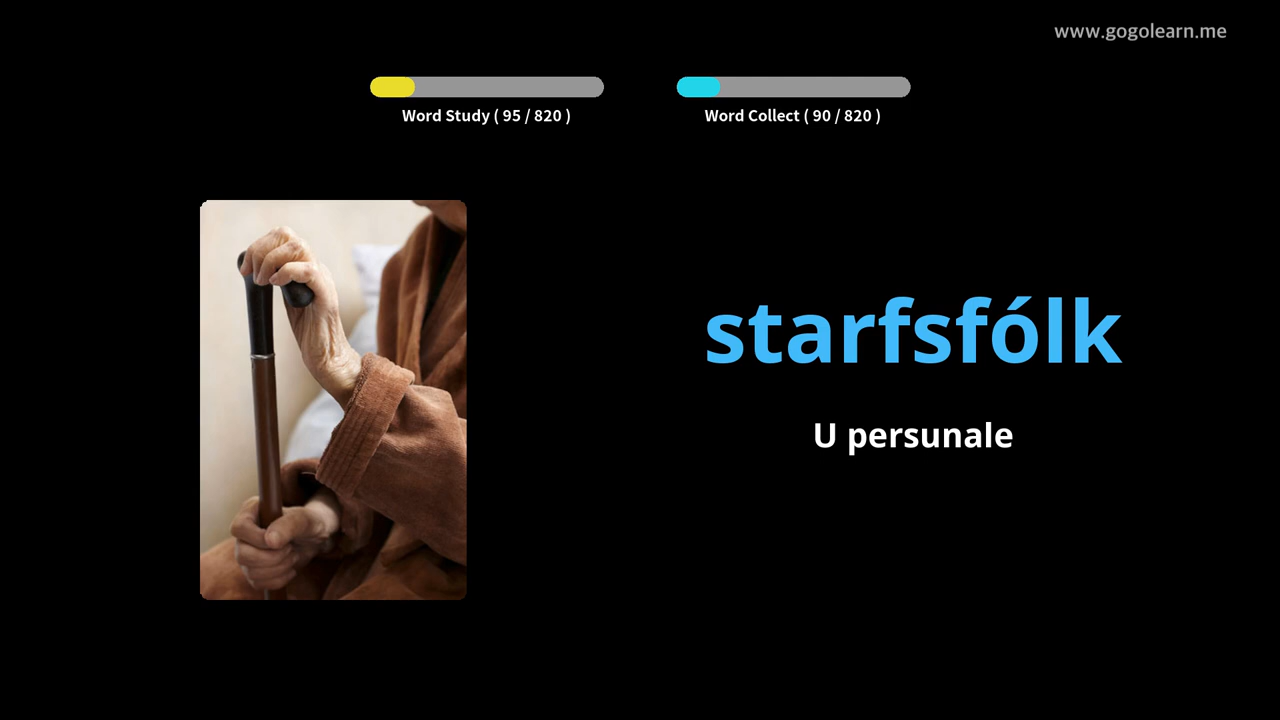 www.gogolearn.me
Word Study ( 95 / 820 )
Word Collect ( 90 / 820 )
starfsfólk
U persunale